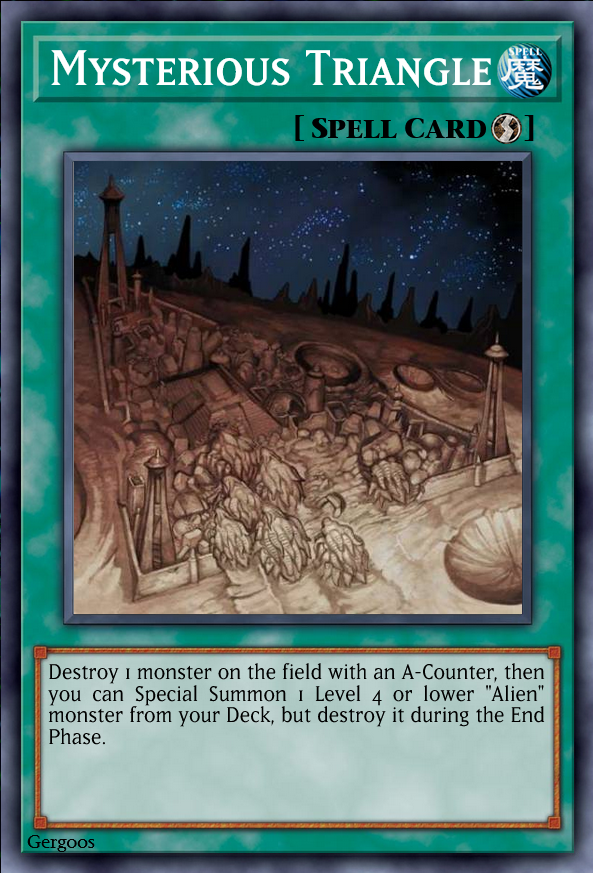 Mysterious Triangle
SPELL
魔
[ Spell Card ]
Destroy 1 monster on the field with an A-Counter, then
you can Special Summon 1 Level 4 or lower "Alien"
monster from your Deck, but destroy it during the End
Phase.
Gergoos